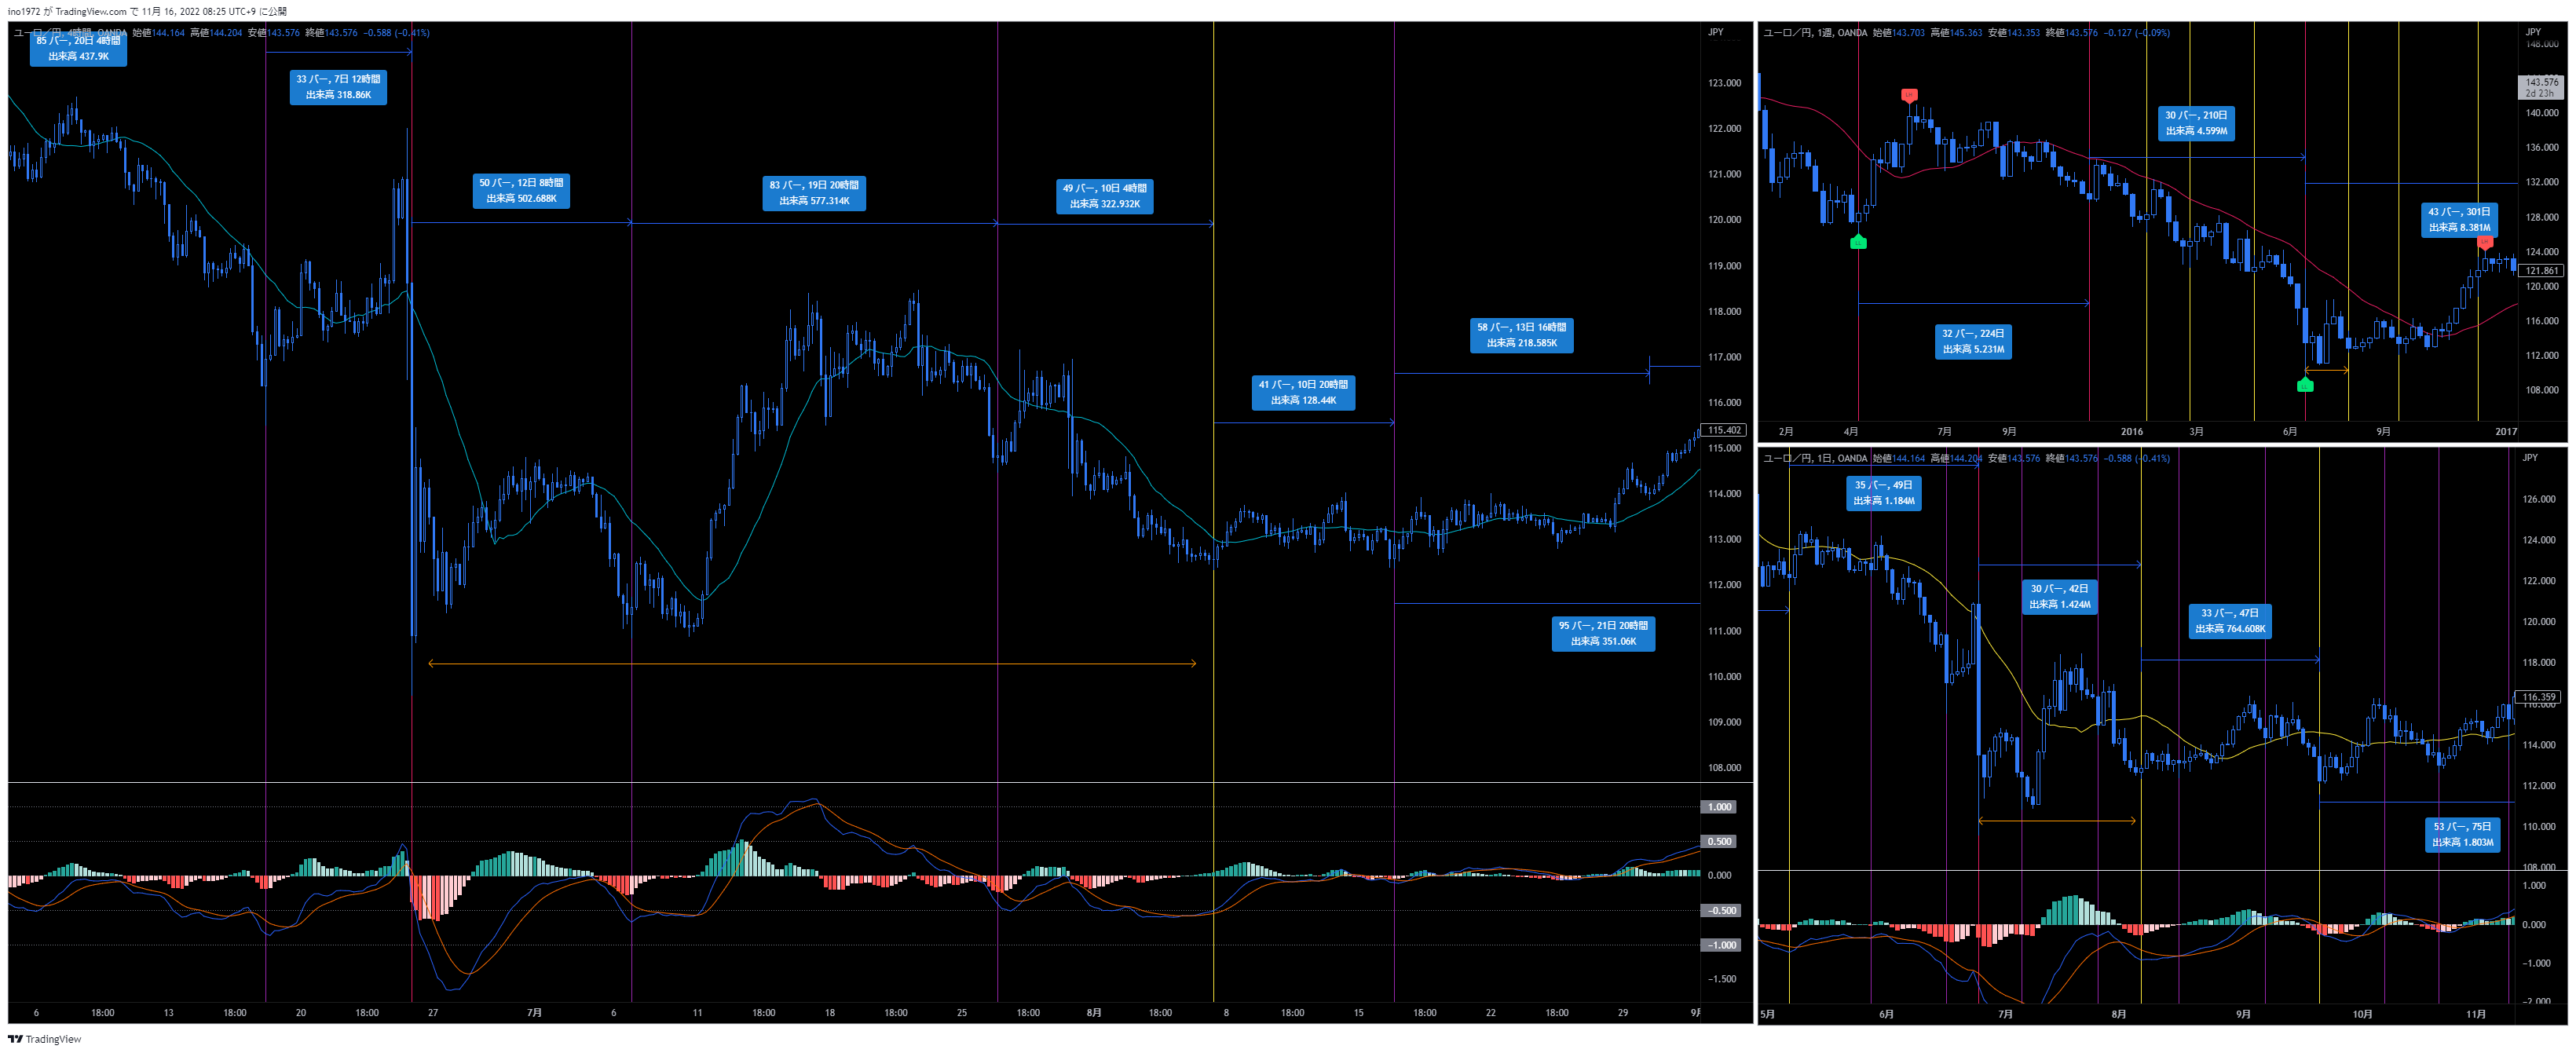 ino1972 が TradingView.com で 11月 16, 2022 08:25 UTC+9 に公開
ユーロ／円, 4時間, OANDA 始値144.164 高値144.204 安値143.576 終値143.576 −0.588 (−0.41%)
85 バー, 20日 4時間
出来高 437.9K
33 バー, 7日 12時間
出来高 318.86K
50 バー, 12日 8時間
出来高 502.688K
83 バー, 19日 20時間
出来高 577.314K
49 バー, 10日 4時間
出来高 322.932K
41 バー, 10日 20時間
出来高 128.44K
58 バー, 13日 16時間
出来高 218.585K
95 バー, 21日 20時間
出来高 351.06K
JPY
123.000
122.000
121.000
120.000
119.000
118.000
117.000
116.000
115.402
115.000
114.000
113.000
112.000
111.000
110.000
109.000
108.000
1.000
0.500
0.000
−0.500
−1.000
−1.500
6 18:00 13 18:00 20 18:00 27 7月 6 11 18:00 18 18:00 25 18:00 8月 18:00 8 18:00 15 18:00 22 18:00 29 9月
ユーロ／円, 1週, OANDA 始値143.703 高値145.363 安値143.353 終値143.576 −0.127 (−0.09%)
LH
LL
30 バー, 210日
出来高 4.599M
43 バー, 301日
出来高 8.381M
LH
32 バー, 224日
出来高 5.231M
LL
JPY
148.000
143.576
2d 23h
140.000
136.000
132.000
128.000
124.000
121.861
120.000
116.000
112.000
108.000
2月 4月 7月 9月 2016 3月 6月 9月 2017
ユーロ／円, 1日, OANDA 始値144.164 高値144.204 安値143.576 終値143.576 −0.588 (−0.41%)
35 バー, 49日
出来高 1.184M
30 バー, 42日
出来高 1.424M
33 バー, 47日
出来高 764.608K
53 バー, 75日
出来高 1.803M
JPY
126.000
124.000
122.000
120.000
118.000
116.359
116.000
114.000
112.000
110.000
108.000
1.000
0.000
−1.000
−2.000
5月 6月 7月 8月 9月 10月 11月
TradingView